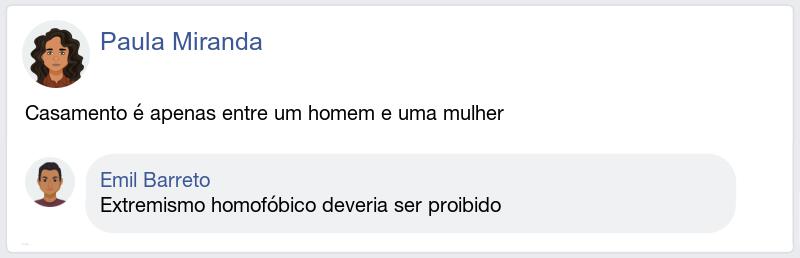 Paula Miranda
Casamento é apenas entre um homem e uma mulher
Emil Barreto
Extremismo homofóbico deveria ser proibido